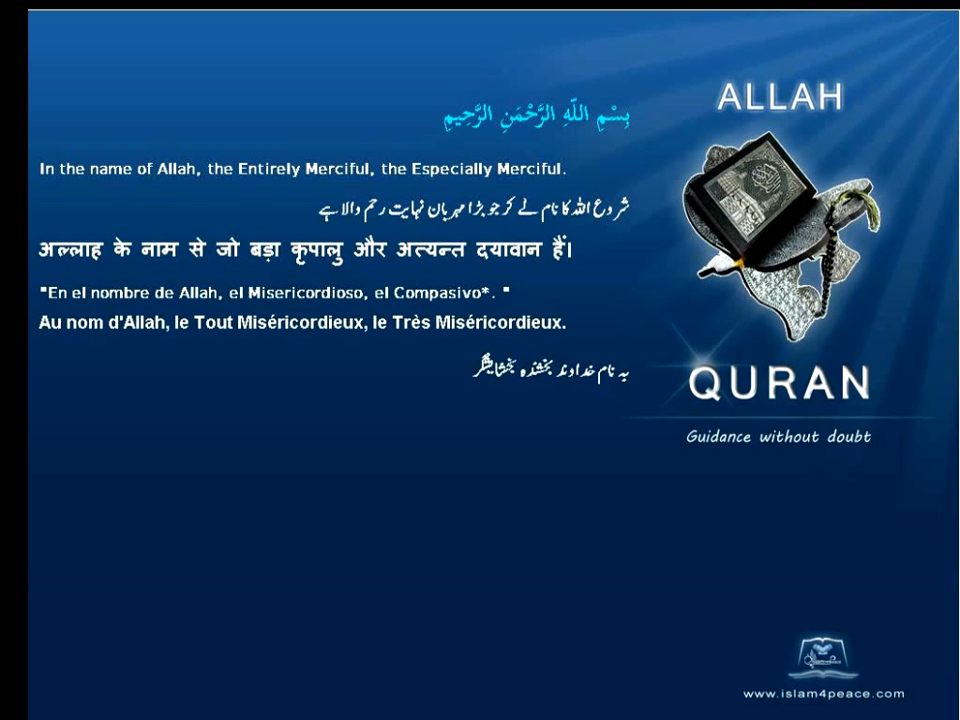 بِسْمِ اللّهِ الرَّحْمَنِ الرَّحِيمِ
In the name of Allah, the Entirely Merciful, the Especially Merciful.
شروع اللہ کا نام لے کر جو بڑا مہربان نہایت رحم والا ہے
अल्लाह के नाम से जो बड़ा कृपालु और अत्यन्त दयावान हैं।
"En el nombre de Allah, el Misericordioso, el Compasivo*. "
Au nom d'Allah, le Tout Miséricordieux, le Très Miséricordieux.
به نام خداوند بخشنده بخشایشگر
ALLAH
QURAN
Guidance without doubt
www.islam4peace.com